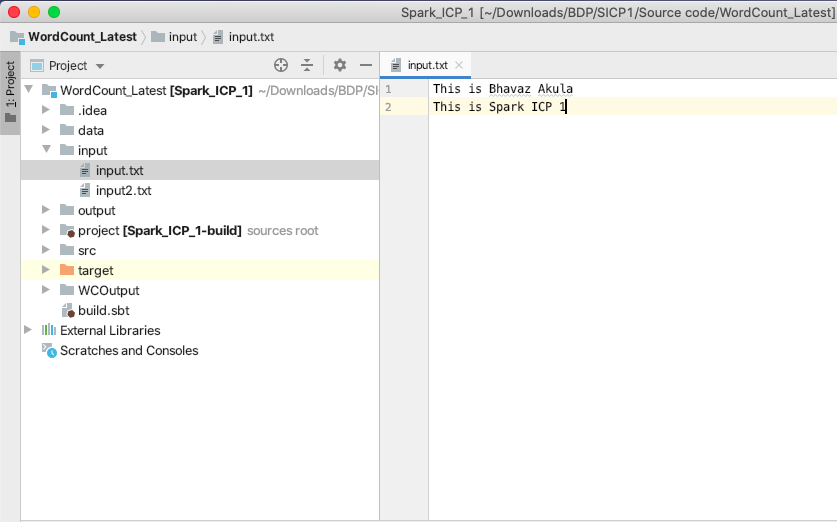 Spark_ICP_1 [~/Downloads/BDP/SICP1/Source code/WordCount_Latest]
WordCount_Latest input input.txt
1: Project
Project
WordCount_Latest [Spark_ICP_1] ~/Downloads/BDP/SI
.idea
data
input
input.txt
input2.txt
output
project [Spark_ICP_1-build] sources root
src
target
WCOutput
build.sbt
External Libraries
Scratches and Consoles
input.txt
1 This is Bhavaz Akula
2 This is Spark ICP 1